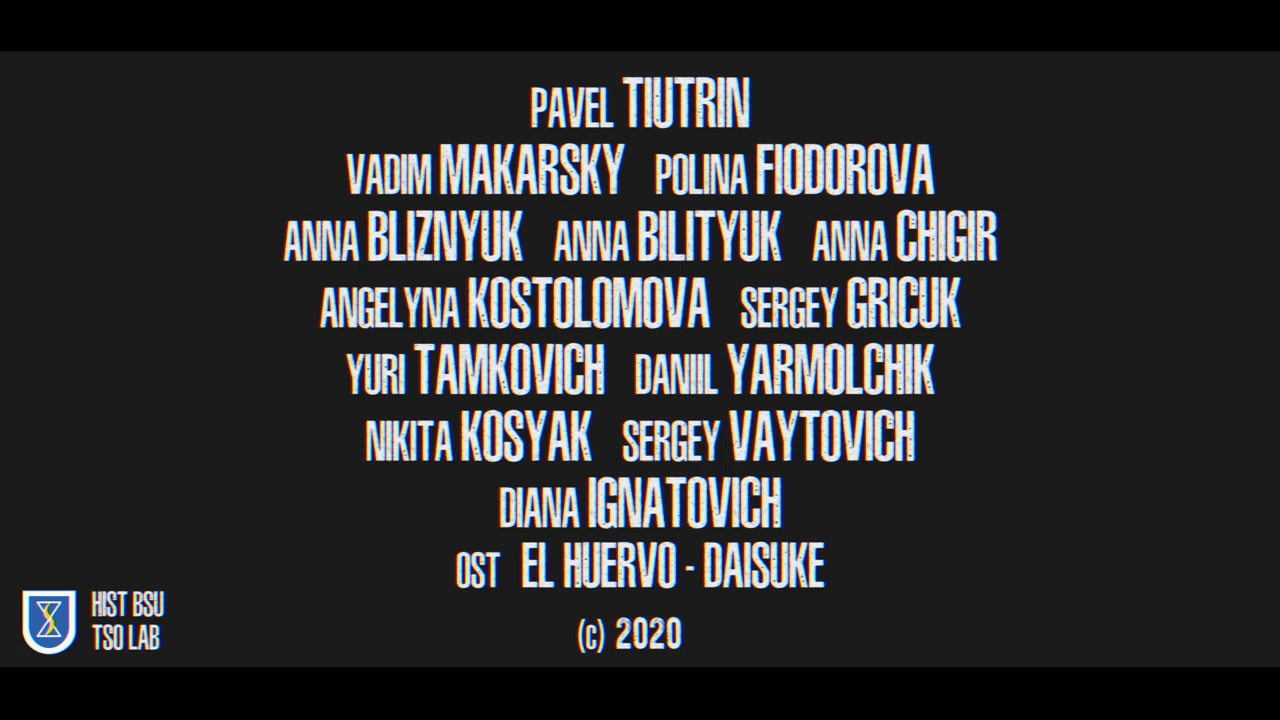 PAVEL TIUTRIN
VADIM MAKARSKY POLINA FIODOROVA
ANNA BLIZNYUK ANNA BILITYUK ANNA CHIGIR
ANGELYNA KOSTOLOMOVA SERGEY GRICUK
YURI TAMKOVICH DANIIL YARMOLCHIK
NIKITA KOSYAK SERGEY VAYTOVICH
DIANA IGNATOVICH
OST EL HUERVO - DAISUKE
(c) 2020
HIST BSU
TSO LAB